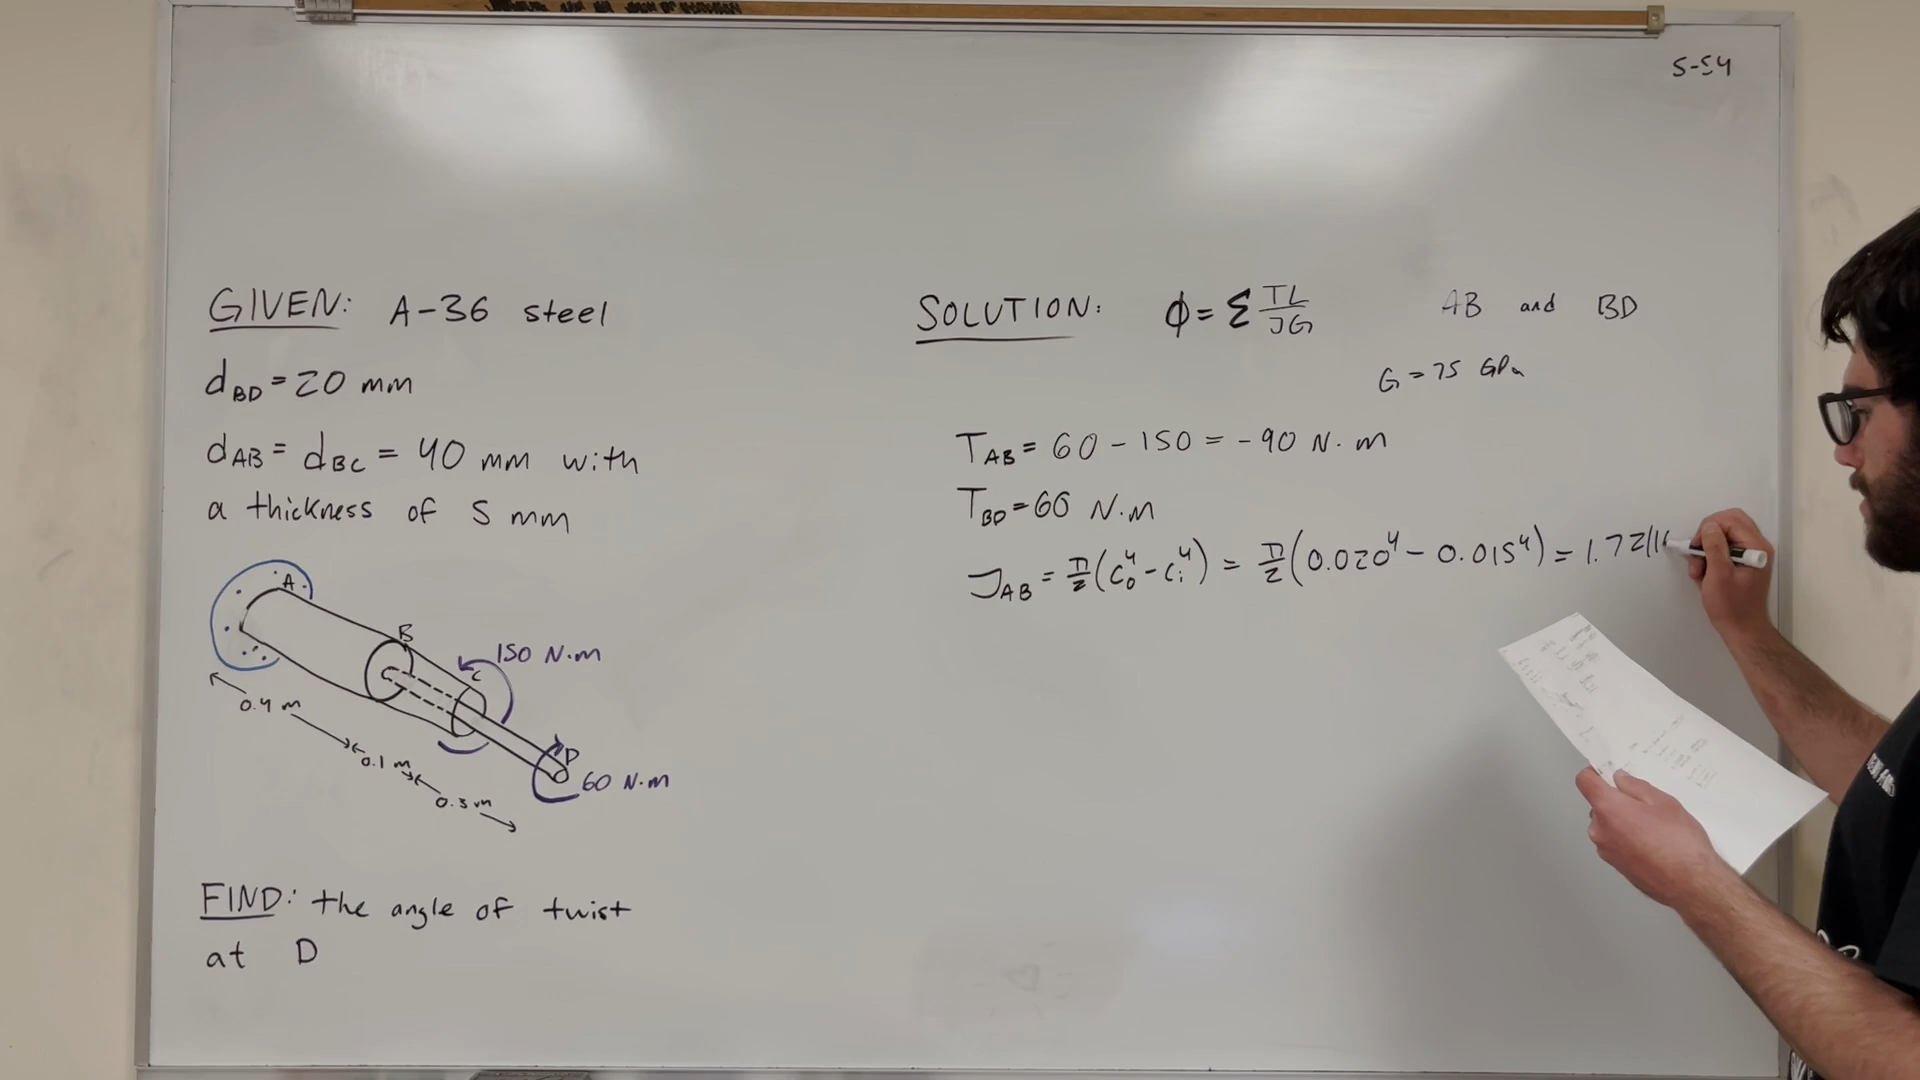 5-54
GIVEN: A-36 steel
d_BD = 20 mm
d_AB = d_BC = 40 mm with
a thickness of 5 mm
A
B
C
D
150 N·m
60 N·m
0.4 m
0.1 m
0.3 m
FIND: the angle of twist
at D
SOLUTION: ϕ = Σ TL/JG
AB and BD
G = 75 GPa
T_AB = 60 - 150 = -90 N·m
T_BD = 60 N·m
J_AB = π/2 (c_o^4 - c_i^4) = π/2 (0.020^4 - 0.015^4) = 1.72(1